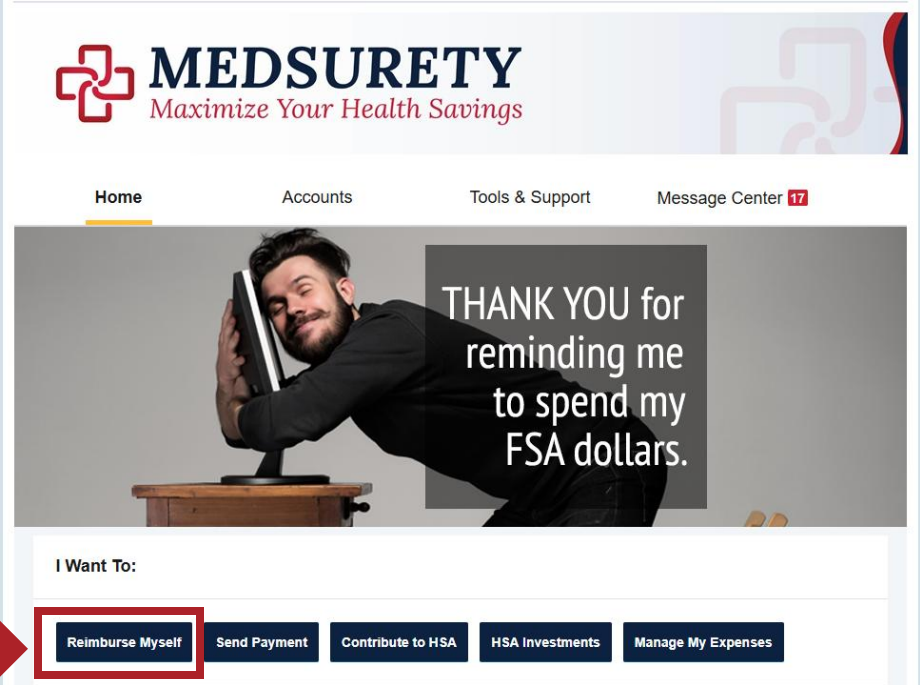 MEDSURETY
Maximize Your Health Savings
Home Accounts Tools & Support Message Center 17
THANK YOU for
reminding me
to spend my
FSA dollars.
I Want To:
Reimburse Myself Send Payment Contribute to HSA HSA Investments Manage My Expenses